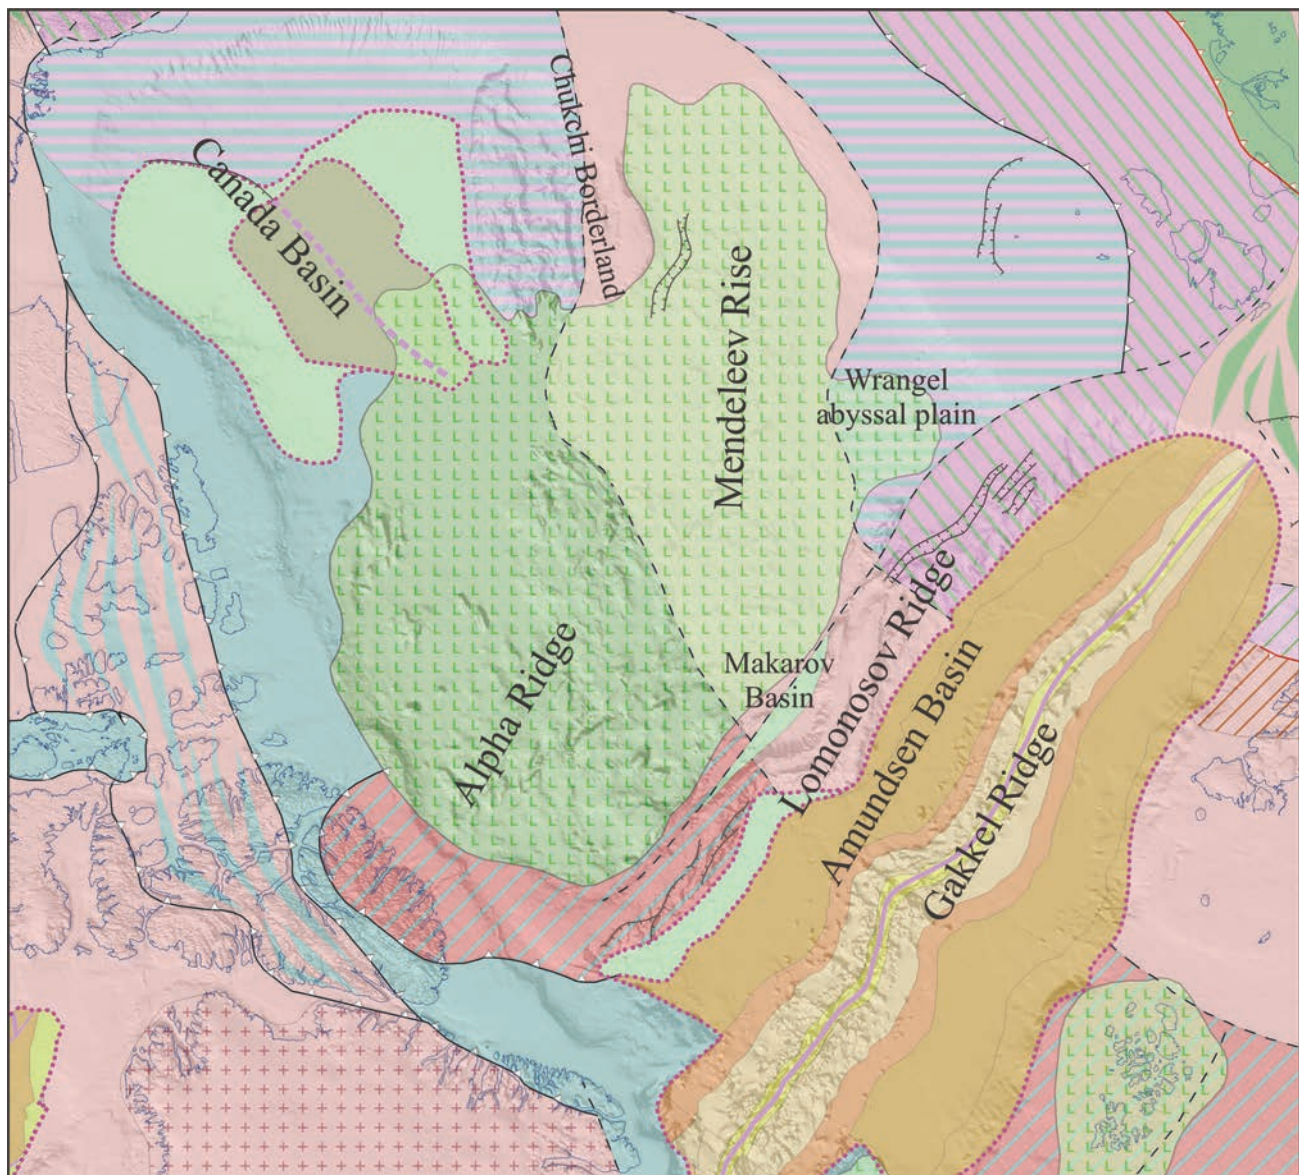 Chukchi Borderland
Canada Basin
Mendeleev Rise
Wrangel
abyssal plain
Makarov
Basin
Alpha Ridge
Lomonosov Ridge
Amundsen Basin
Gakkel Ridge